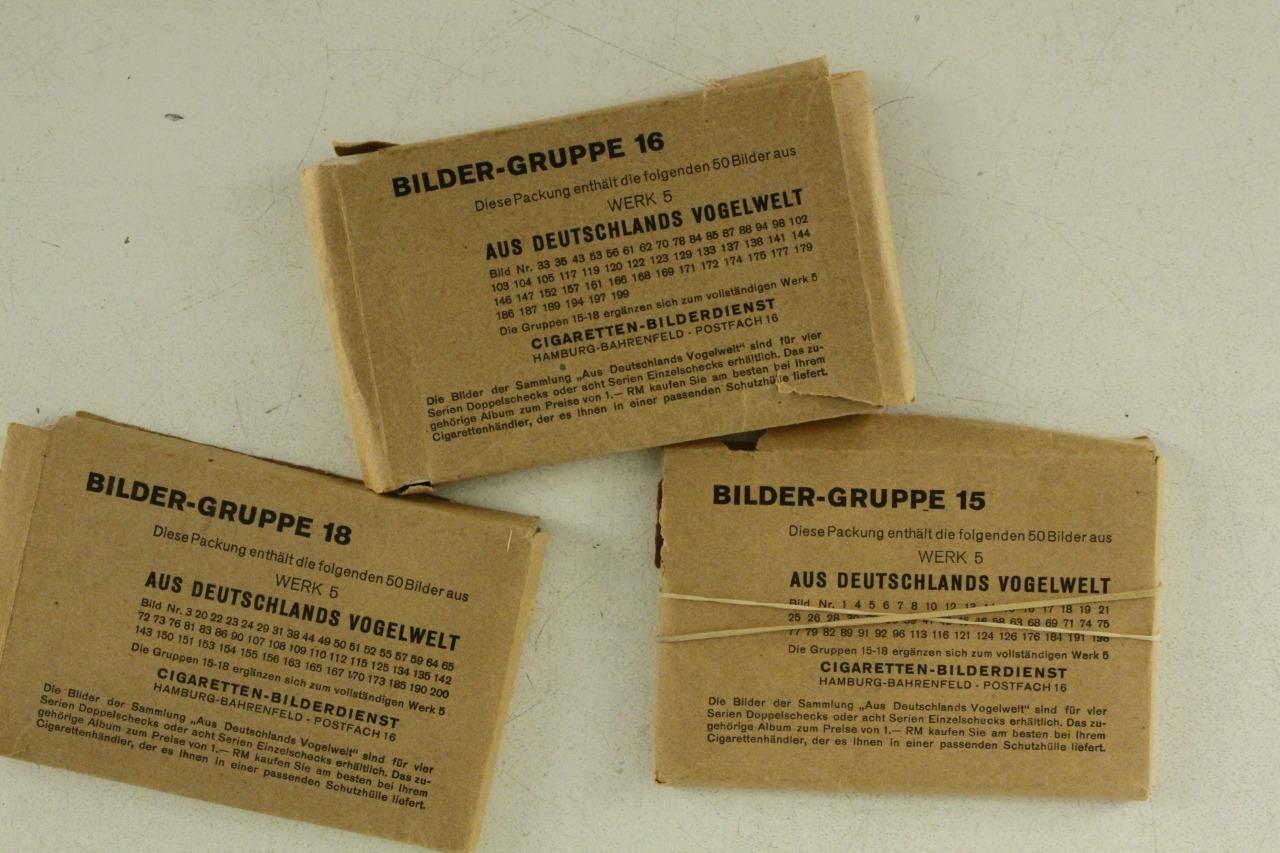 BILDER-GRUPPE 16
Diese Packung enthält die folgenden 50 Bilder aus
WERK 5
AUS DEUTSCHLANDS VOGELWELT
Bild Nr. 33 35 43 53 56 61 62 70 78 84 85 87 88 94 98 102
103 104 105 117 119 120 122 123 129 133 137 138 141 144
146 147 152 157 161 166 168 169 171 172 174 175 177 179
186 187 189 194 197 199
Die Gruppen 15-18 ergänzen sich zum vollständigen Werk 5
CIGARETTEN-BILDERDIENST
HAMBURG-BAHRENFELD - POSTFACH 16
Die Bilder der Sammlung „Aus Deutschlands Vogelwelt“ sind für vier
Serien Doppelschecks oder acht Serien Einzelschecks erhältlich. Das zu-
gehörige Album zum Preise von 1.— RM kaufen Sie am besten bei Ihrem
Cigarettenhändler, der es Ihnen in einer passenden Schutzhülle liefert.
BILDER-GRUPPE 18
Diese Packung enthält die folgenden 50 Bilder aus
WERK 5
AUS DEUTSCHLANDS VOGELWELT
Bild Nr. 3 20 22 23 24 29 31 38 44 49 50 51 52 55 57 59 64 65
72 73 76 81 83 86 90 107 108 109 110 112 115 125 134 135 142
143 150 151 153 154 155 156 163 165 167 170 173 185 190 200
Die Gruppen 15-18 ergänzen sich zum vollständigen Werk 5
CIGARETTEN-BILDERDIENST
HAMBURG-BAHRENFELD - POSTFACH 16
Die Bilder der Sammlung „Aus Deutschlands Vogelwelt“ sind für vier
Serien Doppelschecks oder acht Serien Einzelschecks erhältlich. Das zu-
gehörige Album zum Preise von 1.— RM kaufen Sie am besten bei Ihrem
Cigarettenhändler, der es Ihnen in einer passenden Schutzhülle liefert.
BILDER-GRUPPE 15
Diese Packung enthält die folgenden 50 Bilder aus
WERK 5
AUS DEUTSCHLANDS VOGELWELT
Bild Nr. 1 4 5 6 7 8 10 12 13 17 18 19 21
25 26 28 58 63 68 69 71 74 75
77 79 82 89 91 92 96 113 116 121 124 126 176 184 191
Die Gruppen 15-18 ergänzen sich zum vollständigen Werk 5
CIGARETTEN-BILDERDIENST
HAMBURG-BAHRENFELD - POSTFACH 16
Die Bilder der Sammlung „Aus Deutschlands Vogelwelt“ sind für vier
Serien Doppelschecks oder acht Serien Einzelschecks erhältlich. Das zu-
gehörige Album zum Preise von 1.— RM kaufen Sie am besten bei Ihrem
Cigarettenhändler, der es Ihnen in einer passenden Schutzhülle liefert.